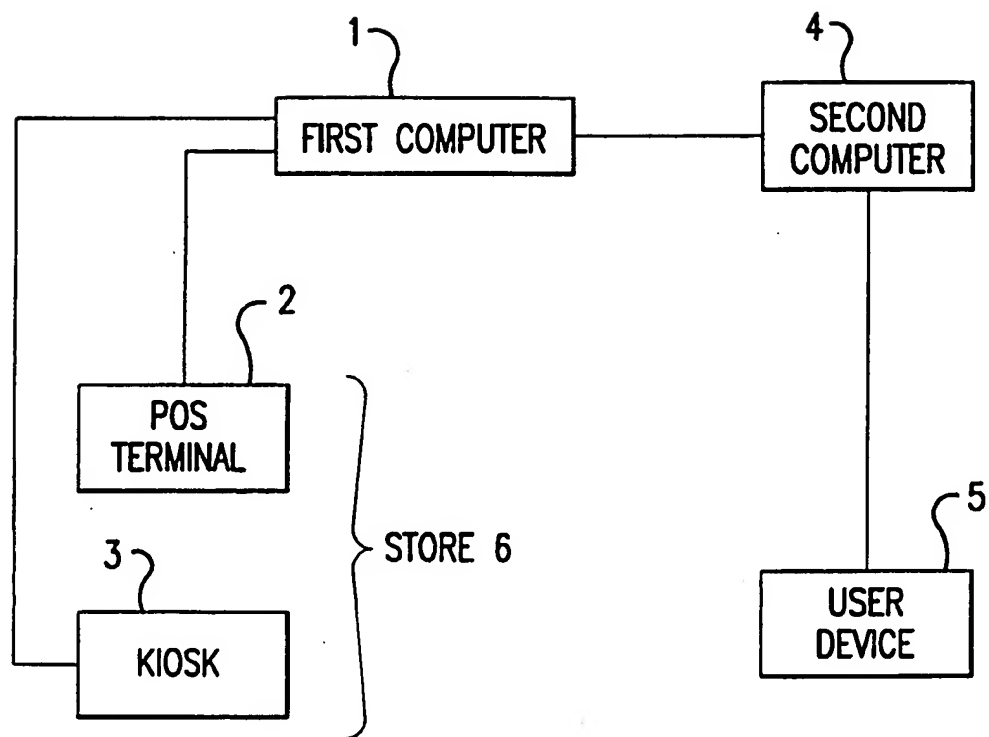 1
FIRST COMPUTER
4
SECOND
COMPUTER
2
POS
TERMINAL
3
KIOSK
STORE 6
5
USER
DEVICE